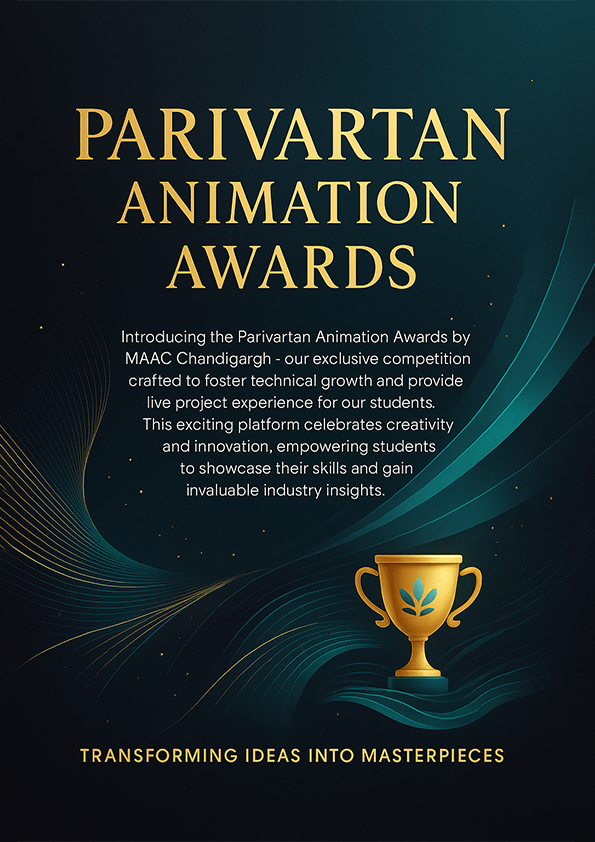 PARIVARTAN
ANIMATION
AWARDS
Introducing the Parivartan Animation Awards by
MAAC Chandigargh - our exclusive competition
crafted to foster technical growth and provide
live project experience for our students.
This exciting platform celebrates creativity
and innovation, empowering students
to showcase their skills and gain
invaluable industry insights.
TRANSFORMING IDEAS INTO MASTERPIECES